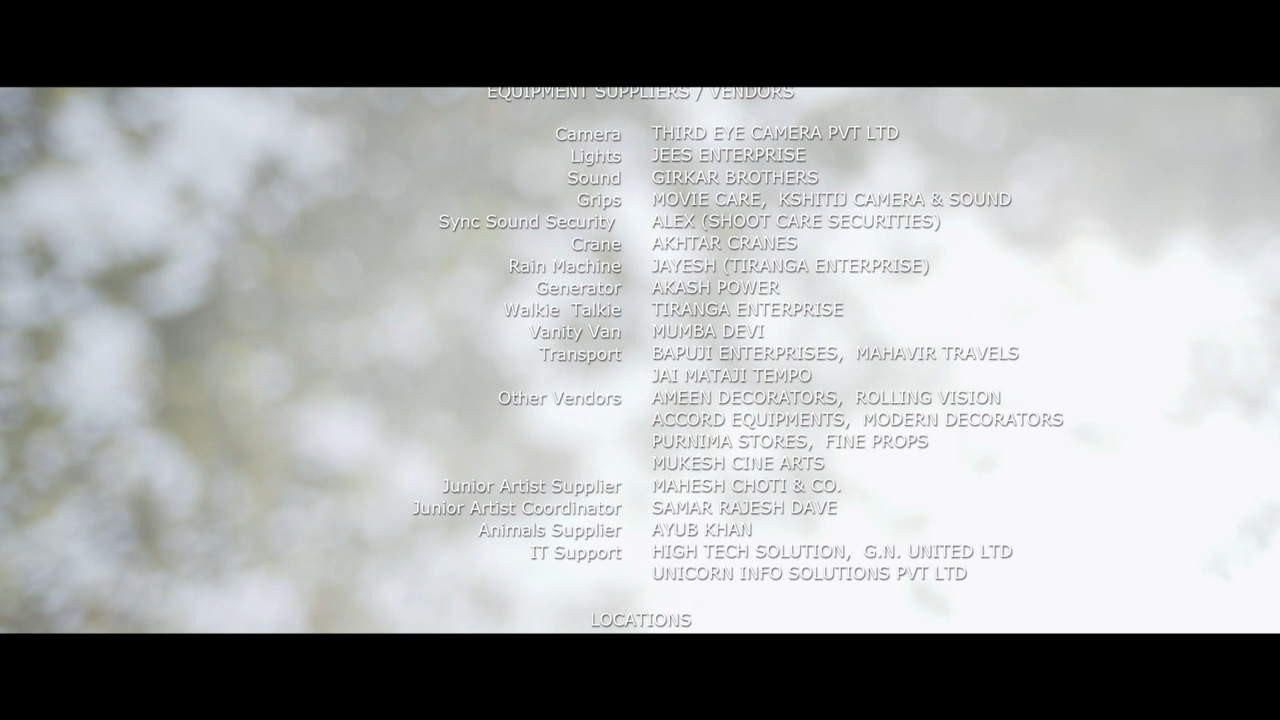 EQUIPMENT SUPPLIERS / VENDORS
Camera THIRD EYE CAMERA PVT LTD
Lights JEES ENTERPRISE
Sound GIRKAR BROTHERS
Grips MOVIE CARE, KSHITIJ CAMERA & SOUND
Sync Sound Security ALEX (SHOOT CARE SECURITIES)
Crane AKHTAR CRANES
Rain Machine JAYESH (TIRANGA ENTERPRISE)
Generator AKASH POWER
Walkie Talkie TIRANGA ENTERPRISE
Vanity Van MUMBA DEVI
Transport BAPUJI ENTERPRISES, MAHAVIR TRAVELS
JAI MATAJI TEMPO
Other Vendors AMEEN DECORATORS, ROLLING VISION
ACCORD EQUIPMENTS, MODERN DECORATORS
PURNIMA STORES, FINE PROPS
MUKESH CINE ARTS
Junior Artist Supplier MAHESH CHOTI & CO.
Junior Artist Coordinator SAMAR RAJESH DAVE
Animals Supplier AYUB KHAN
IT Support HIGH TECH SOLUTION, G.N. UNITED LTD
UNICORN INFO SOLUTIONS PVT LTD
LOCATIONS